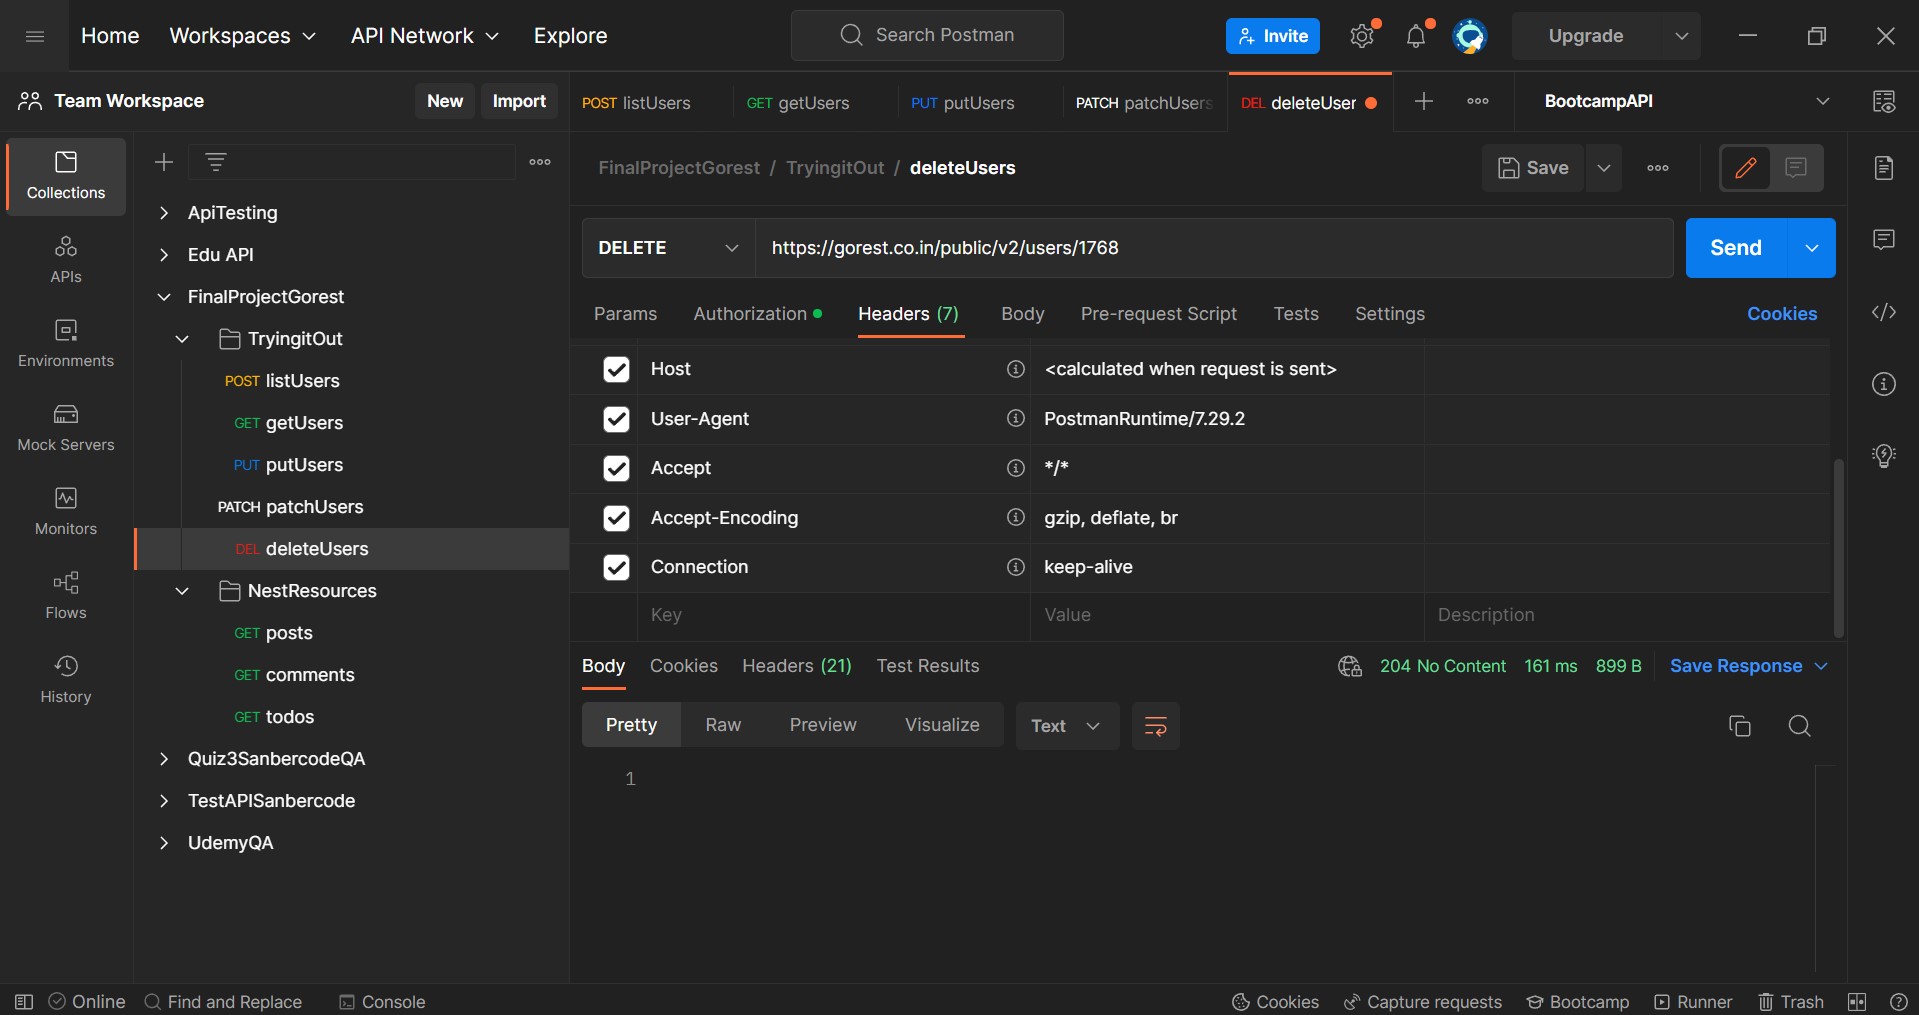 Home Workspaces API Network Explore Search Postman Invite Upgrade
Team Workspace New Import
POST listUsers GET getUsers PUT putUsers PATCH patchUsers DEL deleteUser BootcampAPI
Collections
APIs
Environments
Mock Servers
Monitors
Flows
History
ApiTesting
Edu API
FinalProjectGorest
TryingitOut
POST listUsers
GET getUsers
PUT putUsers
PATCH patchUsers
DEL deleteUsers
NestResources
GET posts
GET comments
GET todos
Quiz3SanbercodeQA
TestAPISanbercode
UdemyQA
FinalProjectGorest / TryingitOut / deleteUsers Save
DELETE https://gorest.co.in/public/v2/users/1768 Send
Params Authorization Headers (7) Body Pre-request Script Tests Settings Cookies
Host <calculated when request is sent>
User-Agent PostmanRuntime/7.29.2
Accept */*
Accept-Encoding gzip, deflate, br
Connection keep-alive
Key Value Description
Body Cookies Headers (21) Test Results 204 No Content 161 ms 899 B Save Response
Pretty Raw Preview Visualize Text
1
Online Find and Replace Console Cookies Capture requests Bootcamp Runner Trash